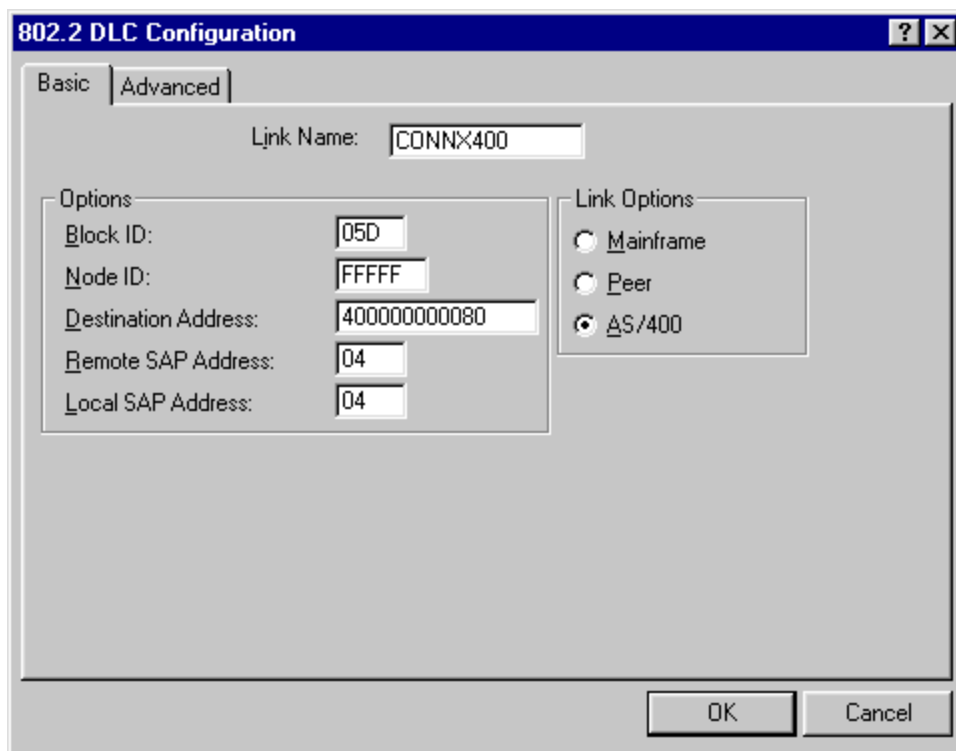 802.2 DLC Configuration
Basic
Advanced
Link Name: CONNX400
Options
Block ID: 05D
Node ID: FFFFF
Destination Address: 400000000080
Remote SAP Address: 04
Local SAP Address: 04
Link Options
Mainframe
Peer
AS/400
OK
Cancel